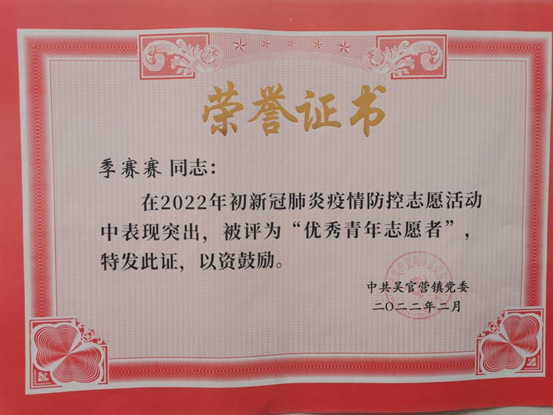 荣誉证书
季赛赛 同志：
在2022年初新冠肺炎疫情防控志愿活动
中表现突出，被评为“优秀青年志愿者”，
特发此证，以资鼓励。
中共吴官营镇党委
二〇二二年二月